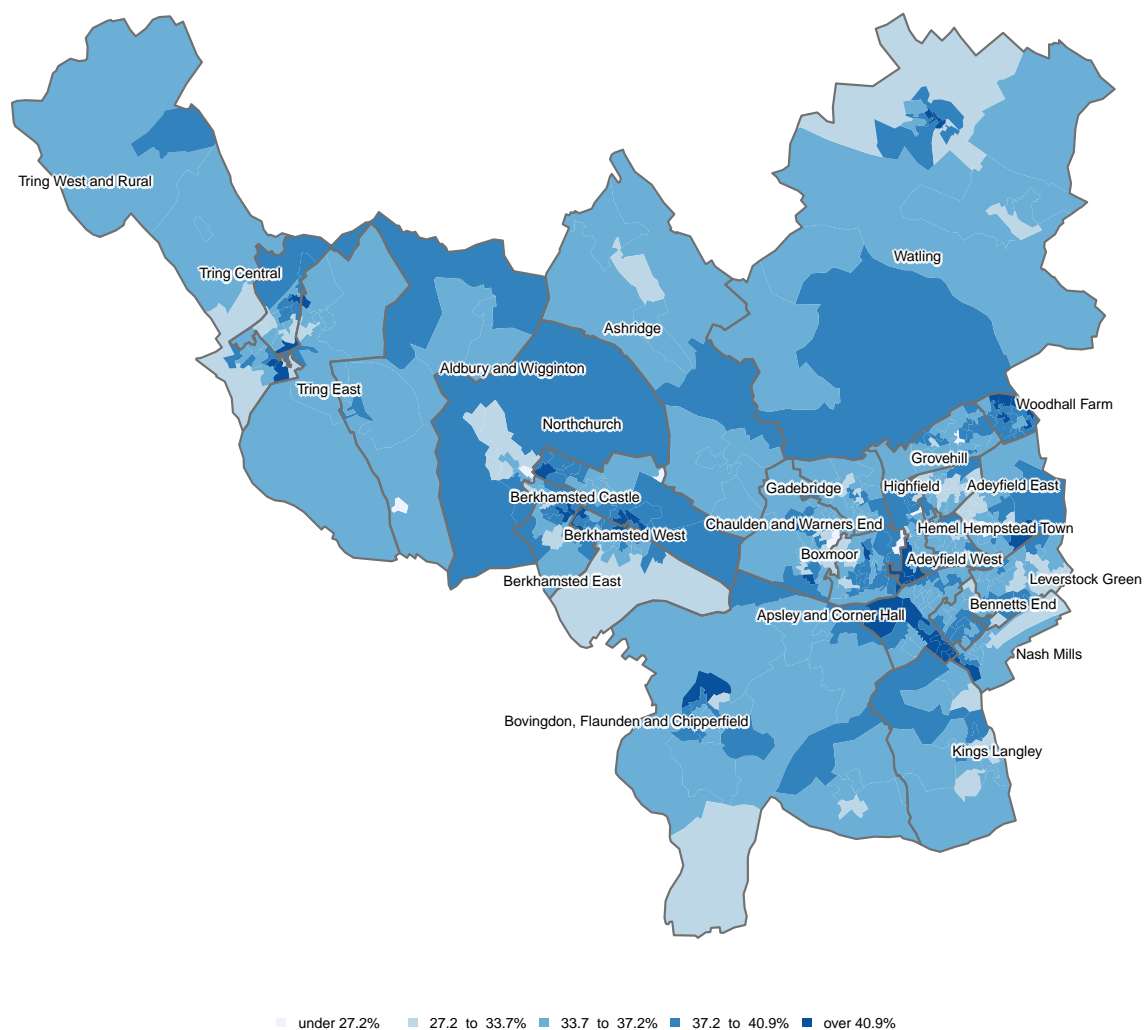 Tring West and Rural
Watling
Tring Central
Ashridge
Aldbury and Wigginton
Tring East
Woodhall Farm
Northchurch
Grovehill
Gadebridge
Highfield
Adeyfield East
Berkhamsted Castle
Chaulden and Warners End
Hemel Hempstead Town
Berkhamsted West
Boxmoor
Adeyfield West
Berkhamsted East
Leverstock Green
Bennetts End
Apsley and Corner Hall
Nash Mills
Bovingdon, Flaunden and Chipperfield
Kings Langley
under 27.2% 27.2 to 33.7% 33.7 to 37.2% 37.2 to 40.9% over 40.9%